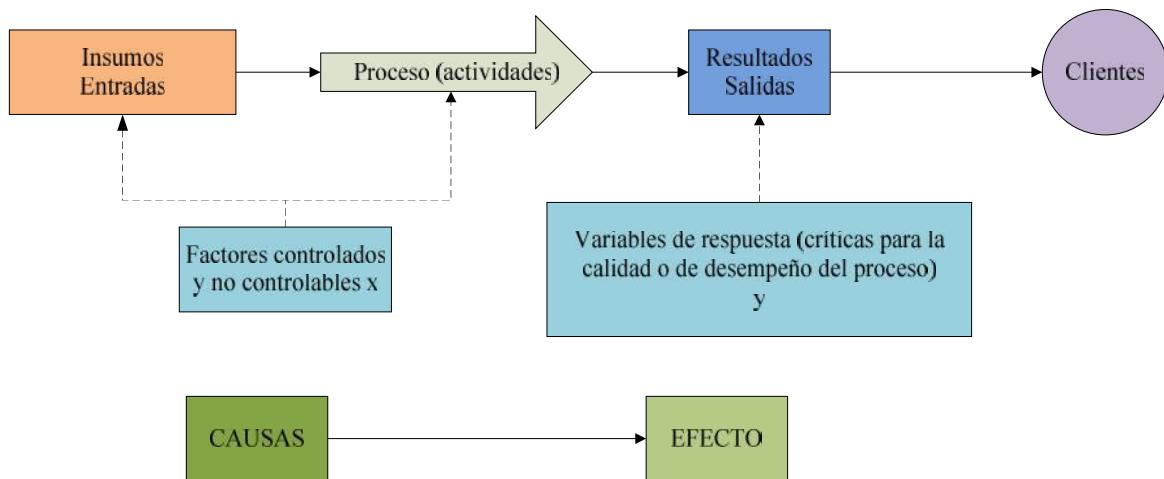 Insumos
Entradas
Proceso (actividades)
Resultados
Salidas
Clientes
Factores controlados
y no controlables x
Variables de respuesta (críticas para la
calidad o de desempeño del proceso)
y
CAUSAS
EFECTO